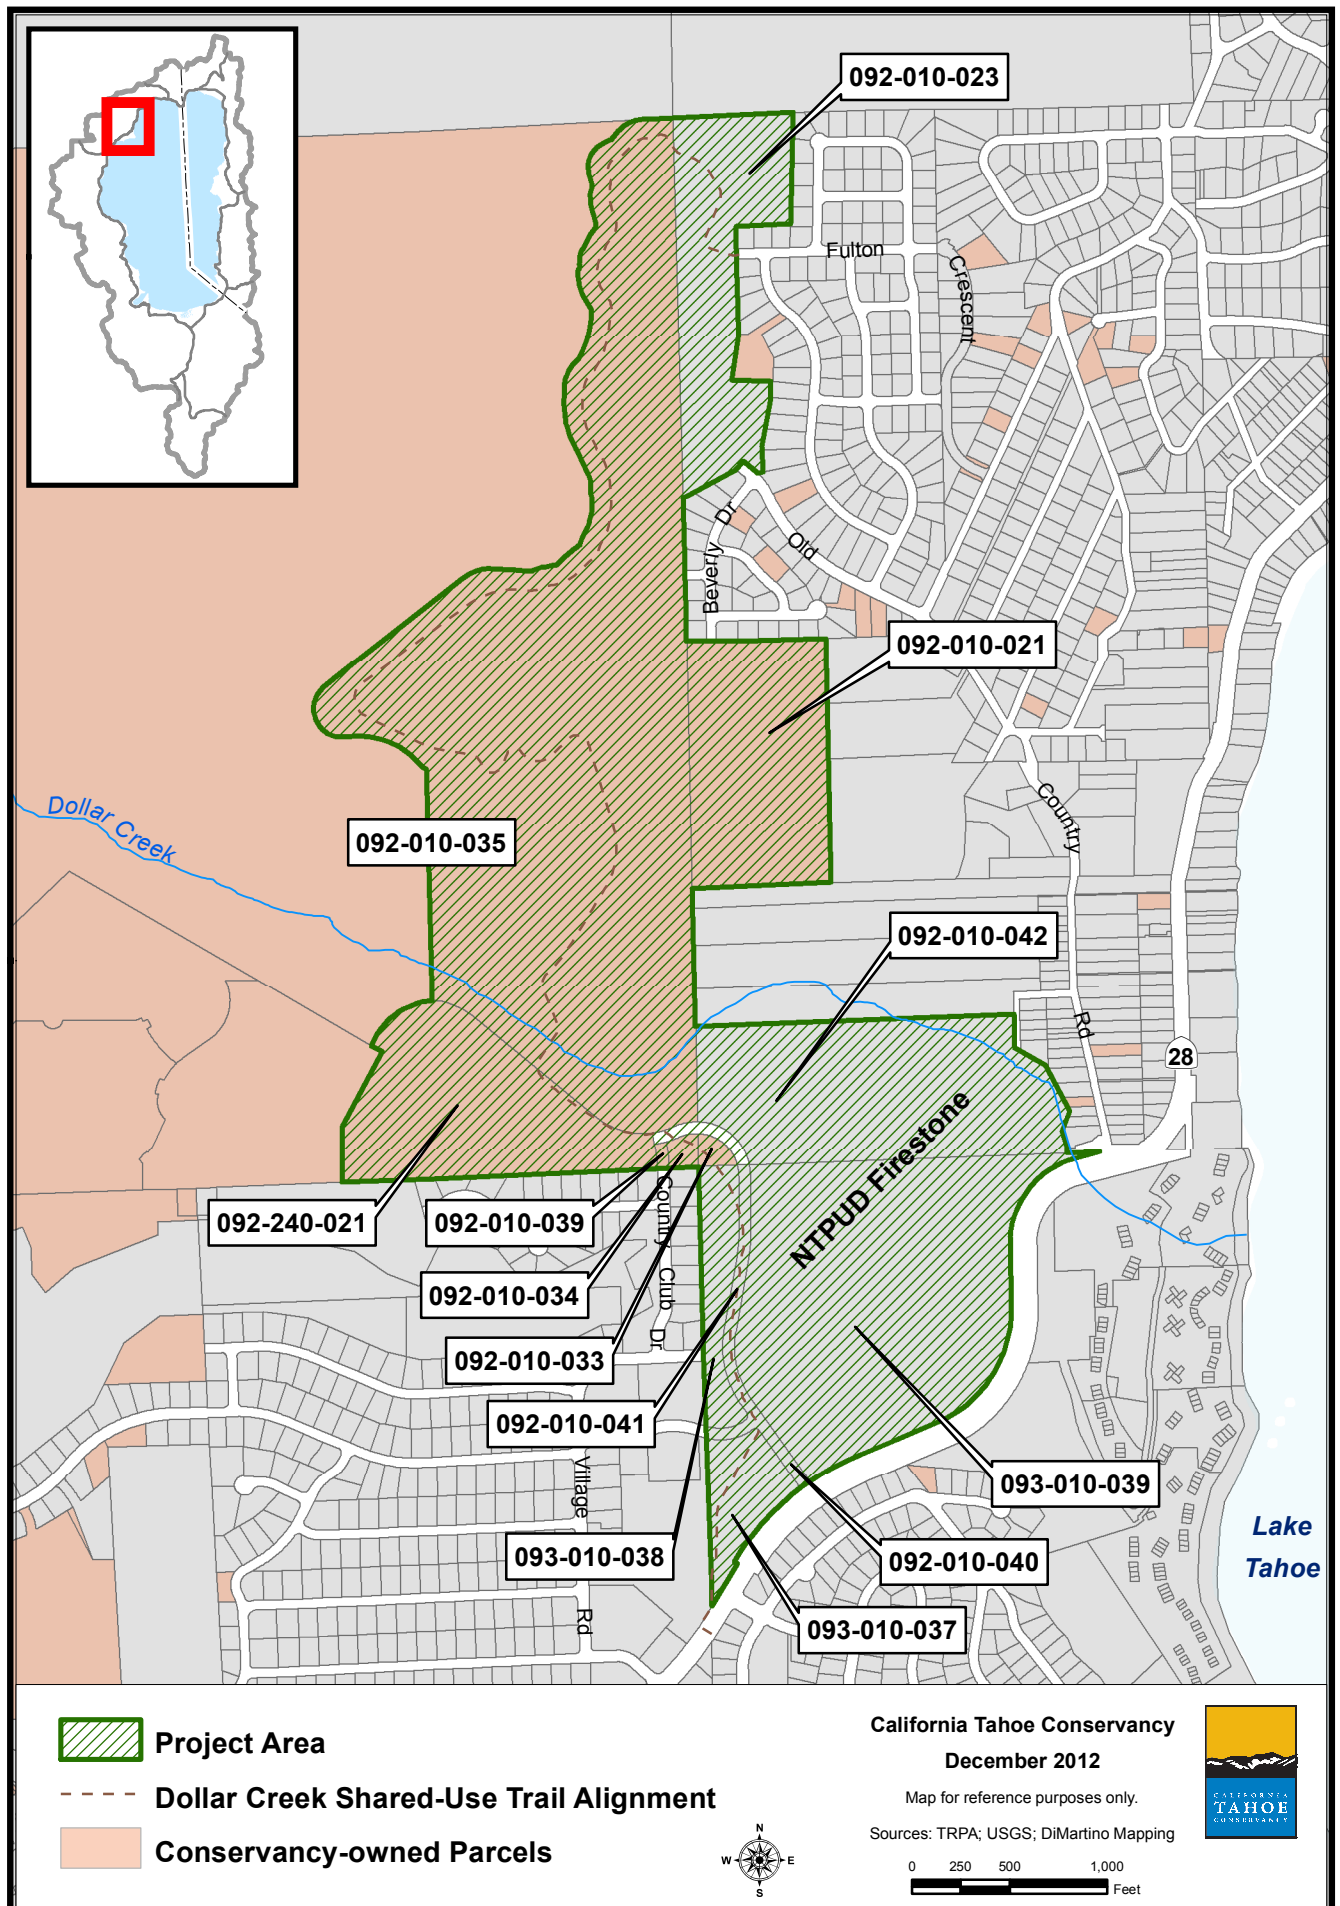 092-010-023
Fulton
Crescent
Beverly Dr
Old
092-010-021
Dollar Creek
092-010-035
Country
092-010-042
Rd
28
NTPUD Firestone
092-240-021
092-010-039
Country Club Dr
092-010-034
092-010-033
092-010-041
Village
093-010-039
Lake
Tahoe
093-010-038
092-010-040
Rd
093-010-037
Project Area
Dollar Creek Shared-Use Trail Alignment
Conservancy-owned Parcels
N
W E
S
California Tahoe Conservancy
December 2012
Map for reference purposes only.
Sources: TRPA; USGS; DiMartino Mapping
0 250 500 1,000
Feet
CALIFORNIA
TAHOE
CONSERVANCY